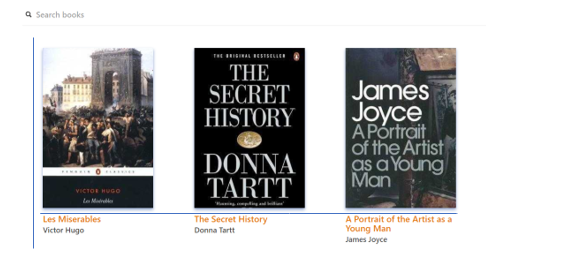 Search books
PENGUIN CLASSICS
VICTOR HUGO
Les Misérables
THE ORIGINAL BESTSELLER
THE
SECRET
HISTORY
DONNA
TARTT
'Haunting, compelling and brilliant'
James
Joyce
A Portrait
of the Artist
as a Young
Man
Les Miserables
Victor Hugo
The Secret History
Donna Tartt
A Portrait of the Artist as a
Young Man
James Joyce